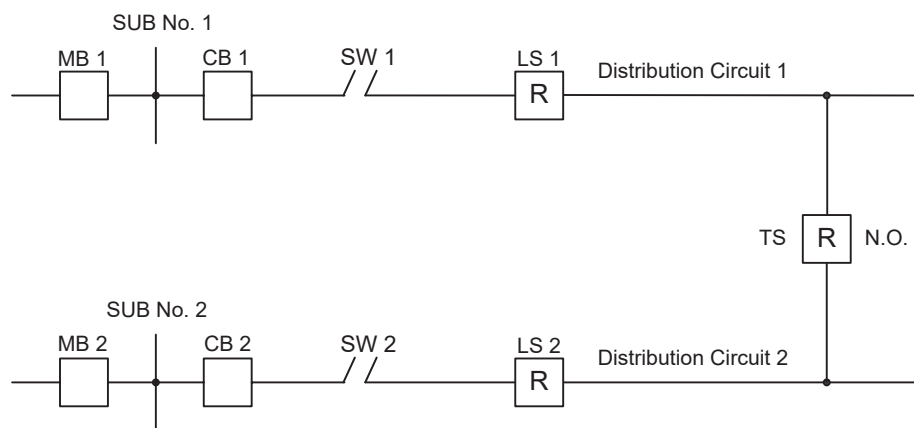 SUB No. 1
MB 1
CB 1
SW 1
LS 1
Distribution Circuit 1
R
TS
R
N.O.
SUB No. 2
MB 2
CB 2
SW 2
LS 2
Distribution Circuit 2
R